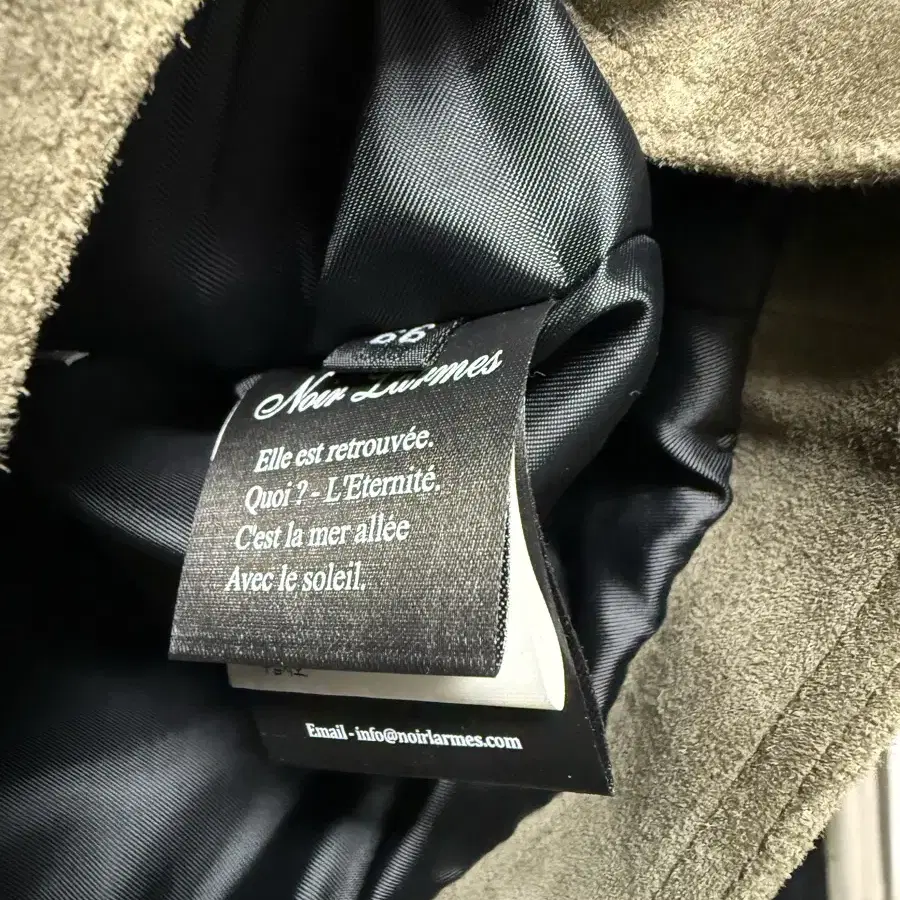 Noir Larmes
Elle est retrouvée.
Quoi ? - L'Eternité.
C'est la mer allée
Avec le soleil.
Email - info@noirlarmes.com